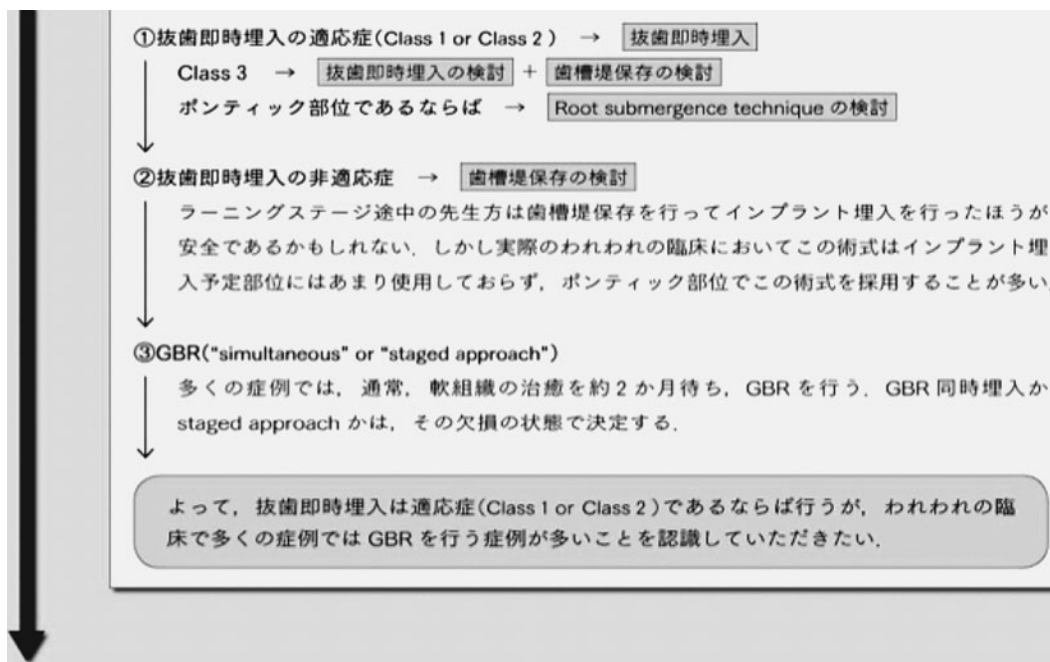 ①抜歯即時埋入の適応症(Class 1 or Class 2) → 抜歯即時埋入
Class 3 → 抜歯即時埋入の検討 + 歯槽堤保存の検討
ポンティック部位であるならば → Root submergence technique の検討
②抜歯即時埋入の非適応症 → 歯槽堤保存の検討
ラーニングステージ途中の先生方は歯槽堤保存を行ってインプラント埋入を行ったほうが
安全であるかもしれない．しかし実際のわれわれの臨床においてこの術式はインプラント埋
入予定部位にはあまり使用しておらず，ポンティック部位でこの術式を採用することが多い．
③GBR("simultaneous" or "staged approach")
多くの症例では，通常，軟組織の治癒を約２か月待ち，GBR を行う．GBR 同時埋入か
staged approach かは，その欠損の状態で決定する．
よって，抜歯即時埋入は適応症(Class 1 or Class 2)であるならば行うが，われわれの臨
床で多くの症例では GBR を行う症例が多いことを認識していただきたい．